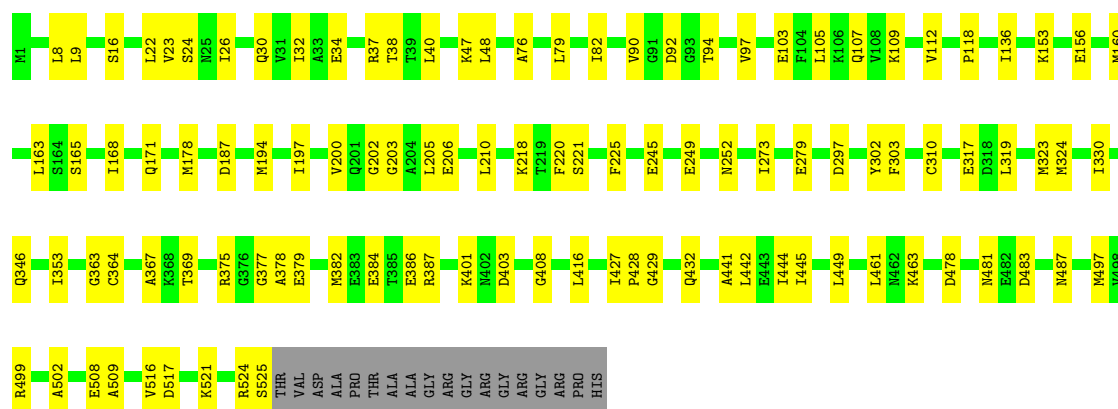 M1 L8 L9 S16 L22 V23 S24 N25 I26 Q30 V31 I32 A33 E34 R37 T38 T39 L40 K47 L48 A76 L79 I82 V90 G91 D92 G93 T94 V97 E103 F104 L105 K106 Q107 V108 K109 V112 P118 I136 K153 E156 M160
L163 S164 S165 I168 Q171 M178 D187 M194 I197 V200 Q201 G202 G203 A204 L205 E206 L210 K218 T219 F220 S221 F225 E245 E249 N252 I273 E279 D297 Y302 F303 C310 E317 D318 L319 M323 M324 I330
Q346 I353 G363 C364 A367 K368 T369 R375 G376 G377 A378 E379 M382 E383 E384 T385 E386 R387 K401 N402 D403 G408 L416 I427 P428 G429 Q432 A441 L442 E443 I444 I445 L449 L461 N462 K463 D478 N481 E482 D483 N487 M497 V498
R499 A502 E508 A509 V516 D517 K521 R524 S525 THR VAL ASP ALA PRO THR ALA ALA GLY ARG GLY ARG GLY ARG PRO HIS